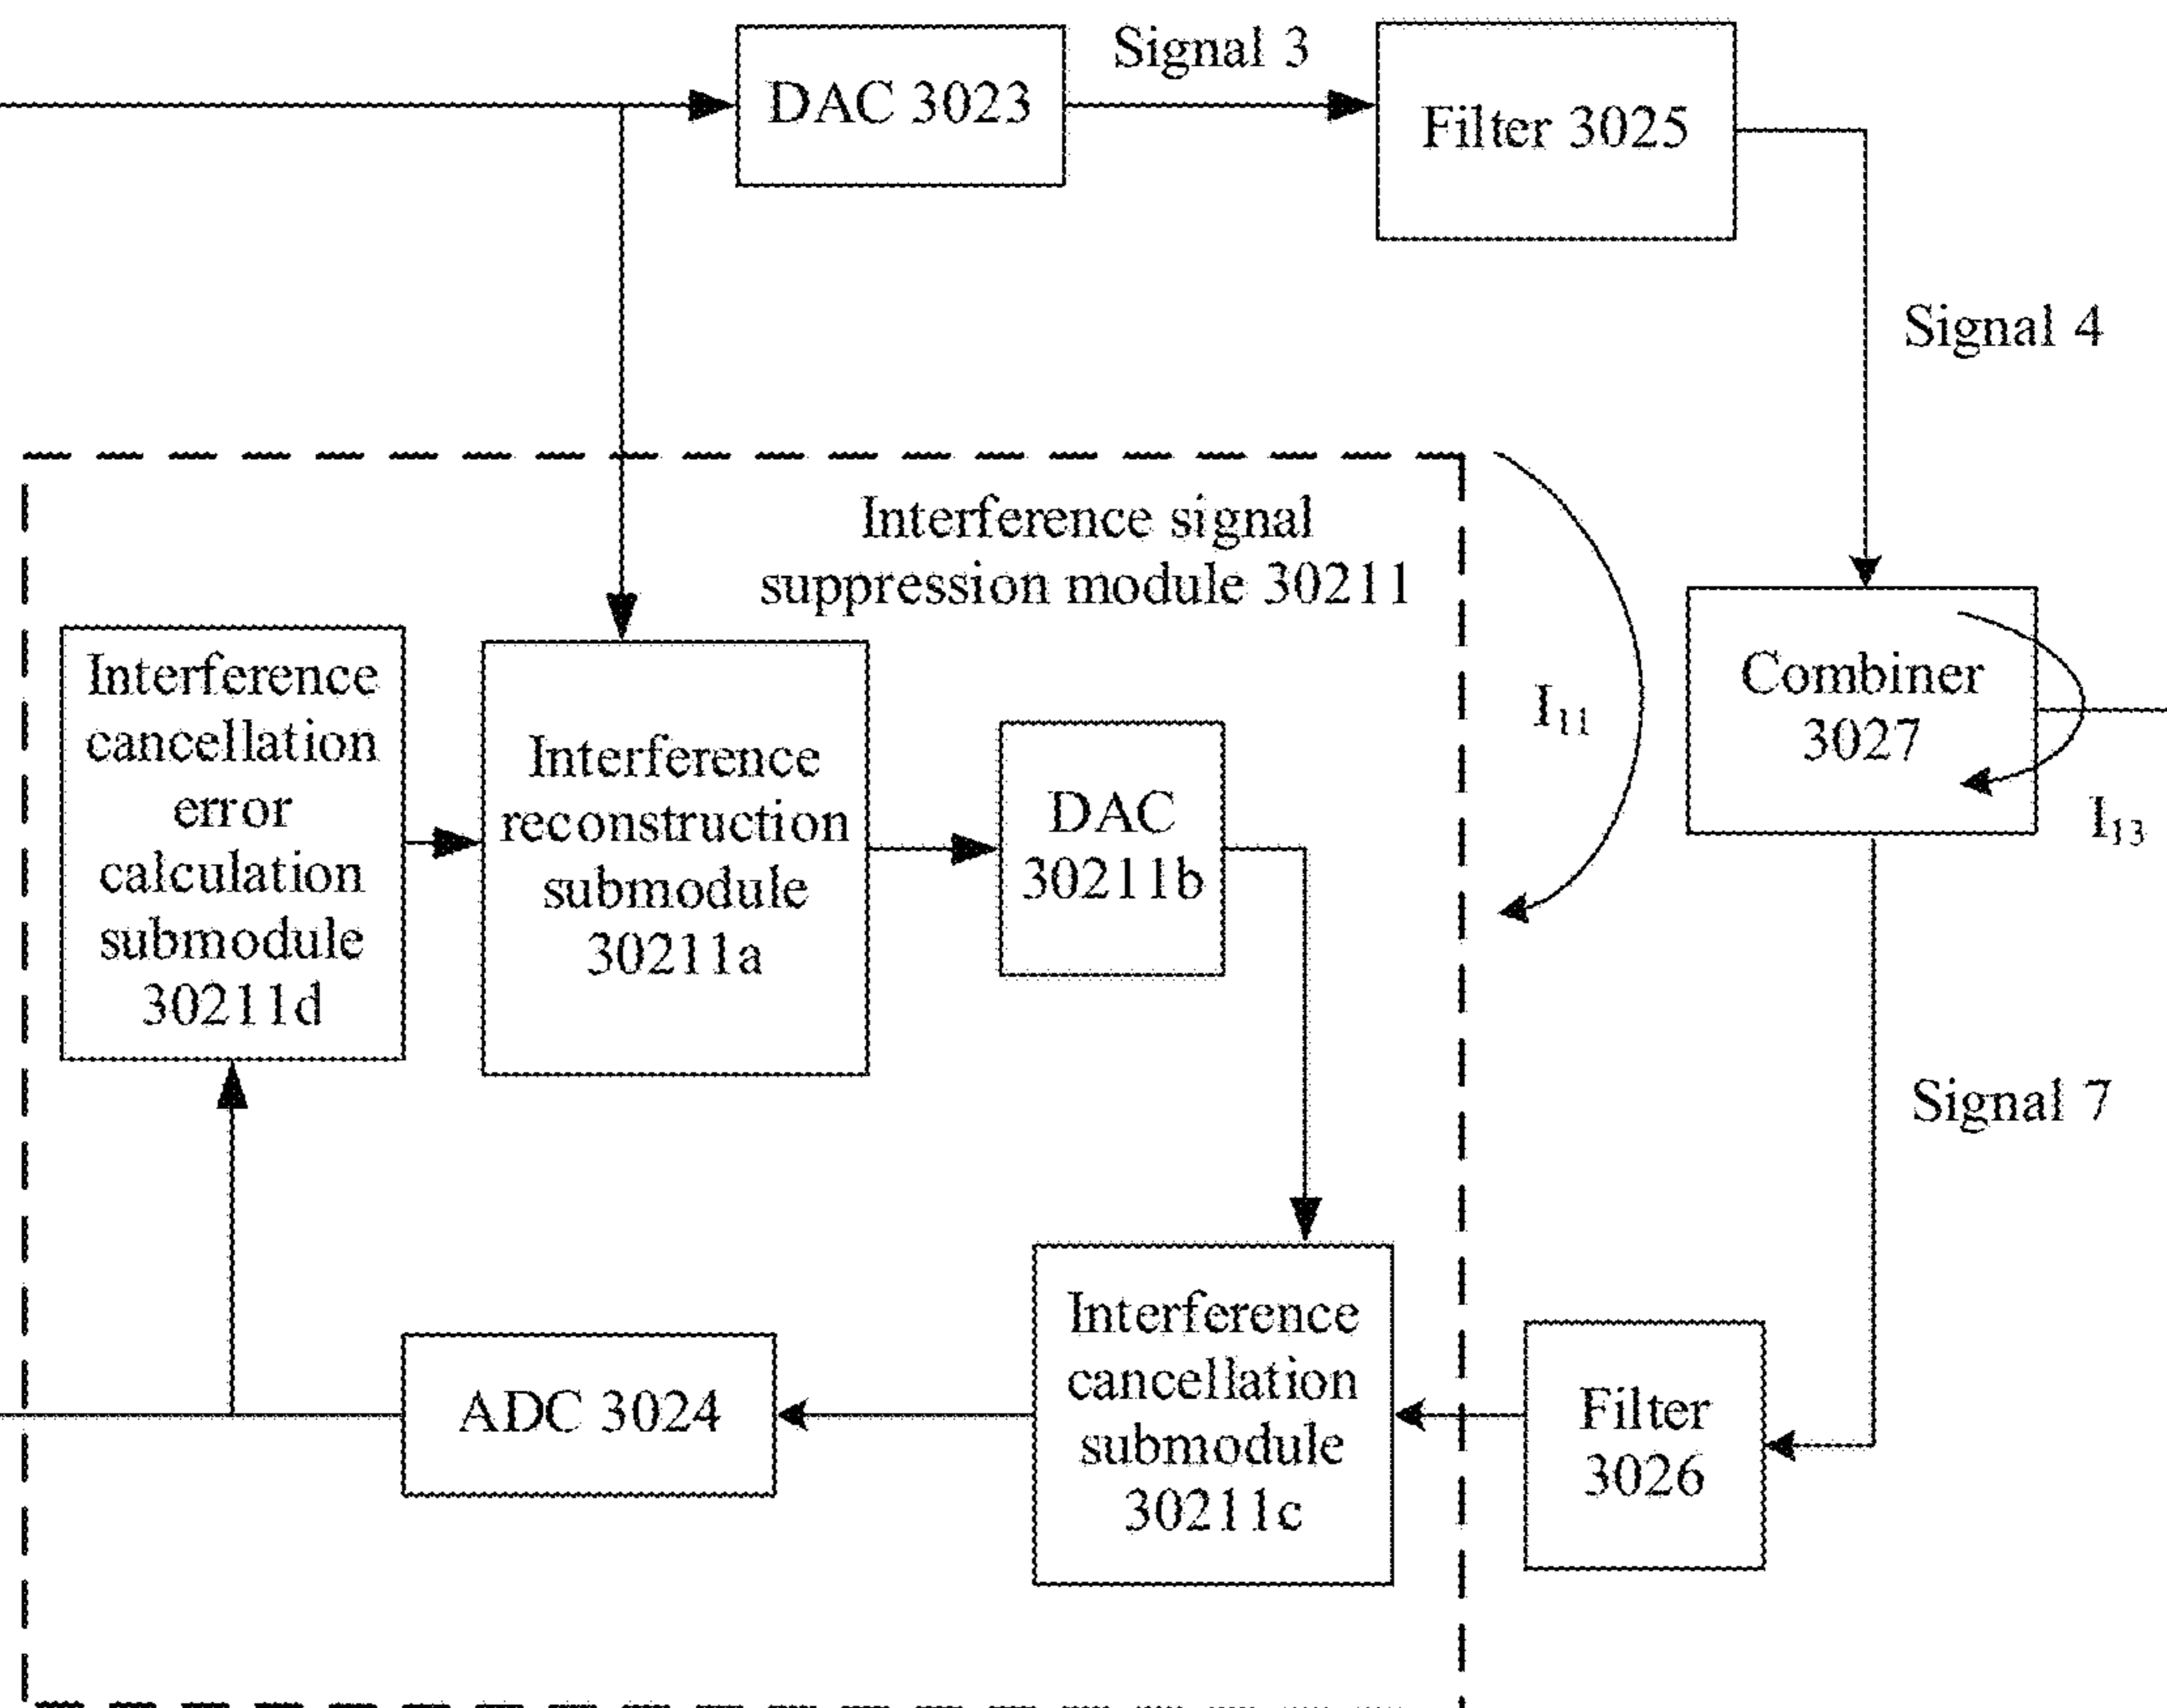 Signal 3
DAC 3023
Filter 3025
Signal 4
Interference signal
suppression module 30211
Interference
cancellation
error
calculation
submodule
30211d
Interference
reconstruction
submodule
30211a
DAC
30211b
I₁₁
Combiner
3027
I₁₃
Signal 7
ADC 3024
Interference
cancellation
submodule
30211c
Filter
3026